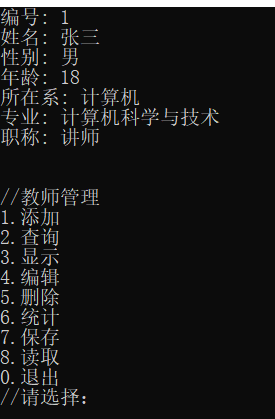 编号: 1
姓名: 张三
性别: 男
年龄: 18
所在系: 计算机
专业: 计算机科学与技术
职称: 讲师
//教师管理
1.添加
2.查询
3.显示
4.编辑
5.删除
6.统计
7.保存
8.读取
0.退出
//请选择: